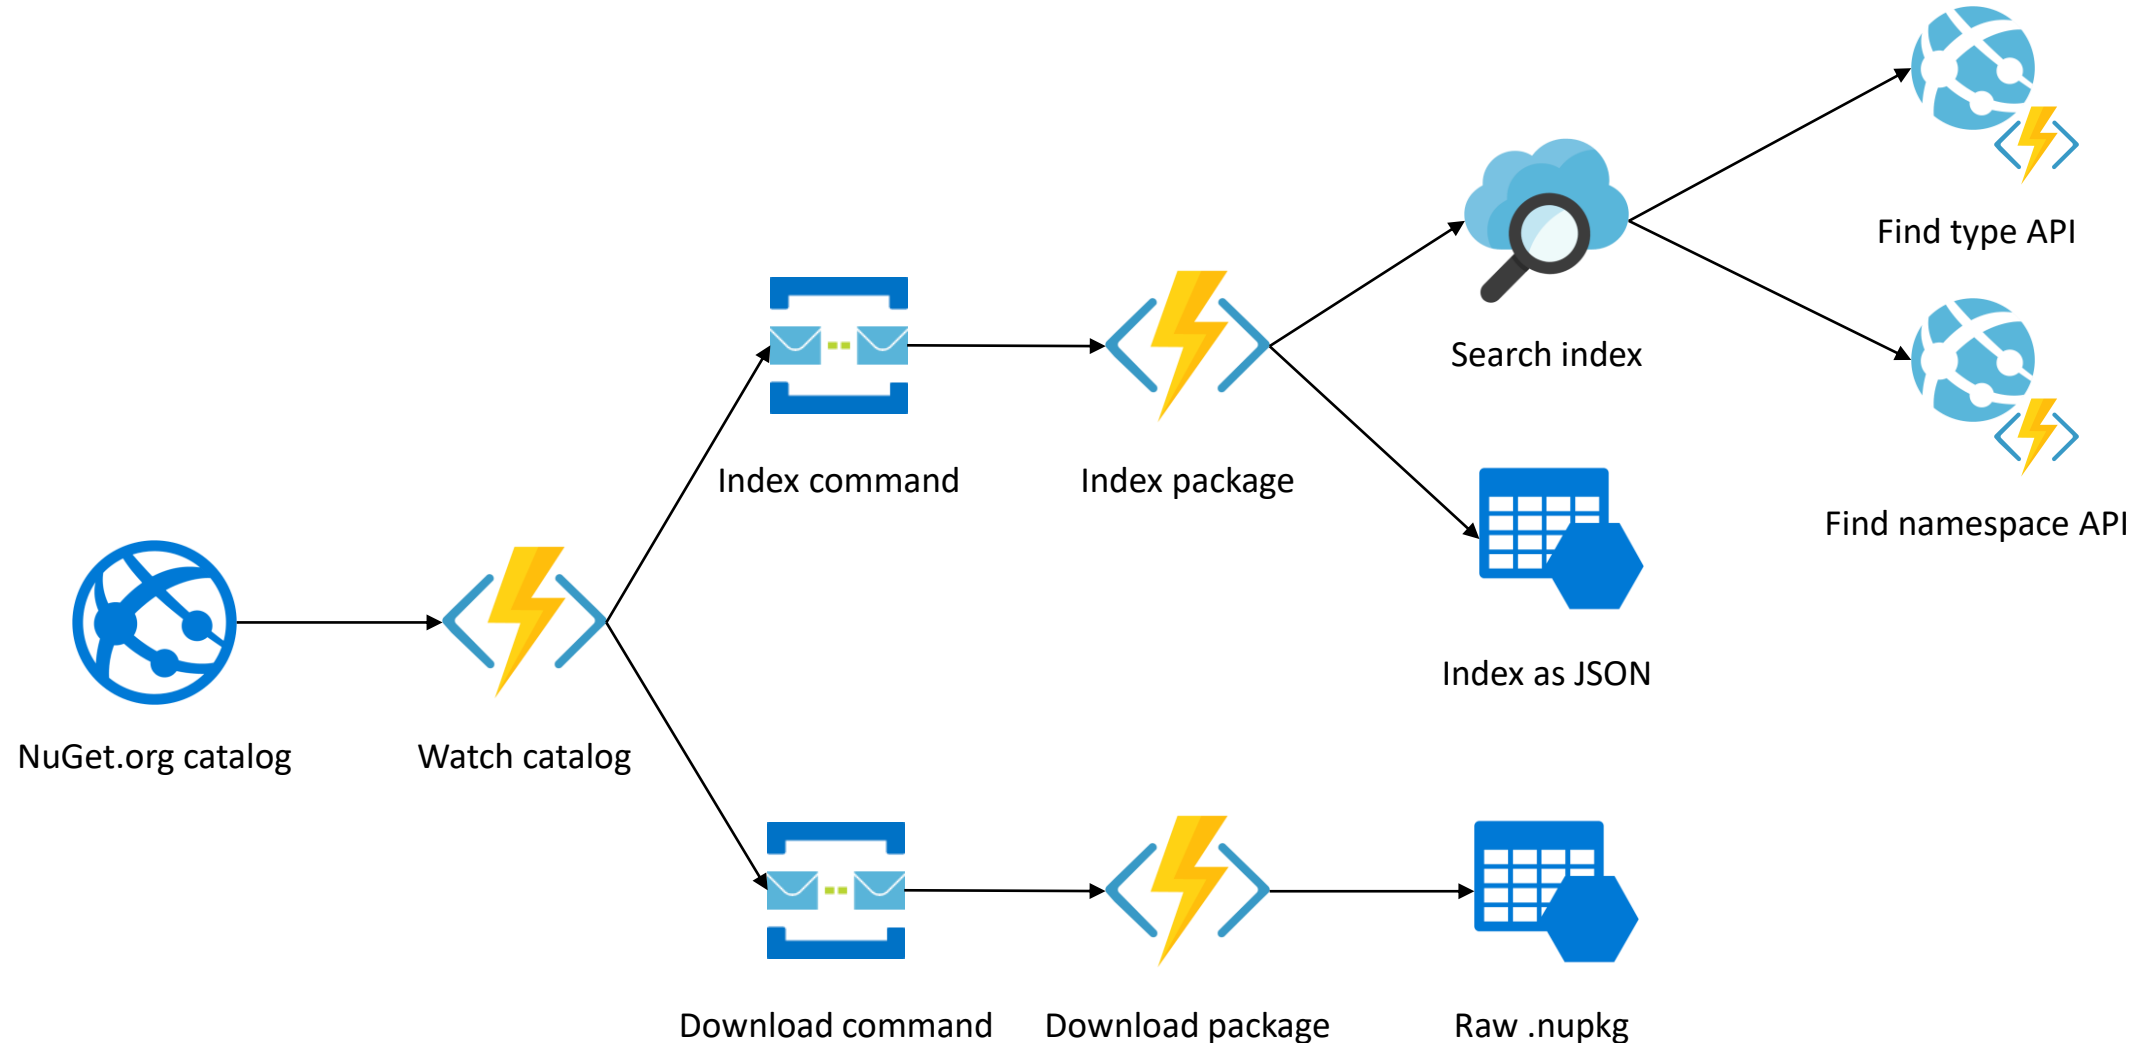 Find type API
Search index
Index command
Index package
Find namespace API
Index as JSON
NuGet.org catalog
Watch catalog
Download command
Download package
Raw .nupkg